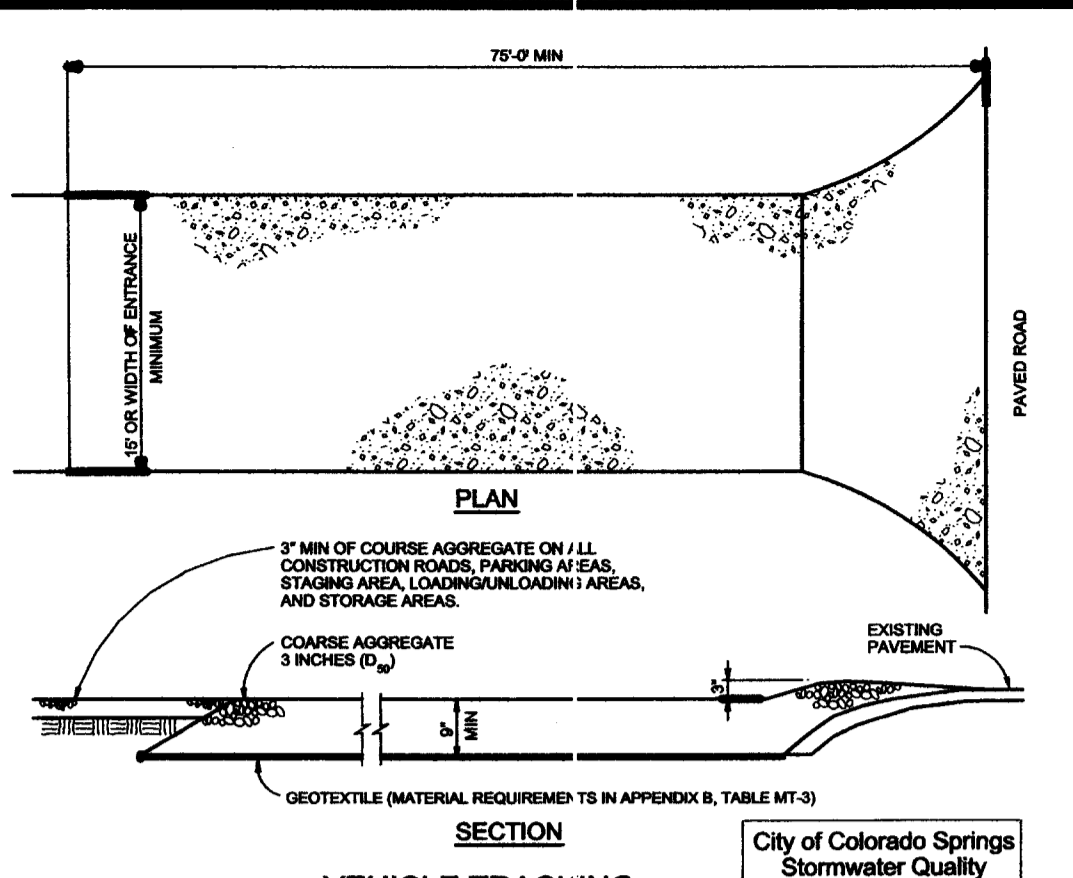 75'-0' MIN
15' OR WIDTH OF ENTRANCE
MINIMUM
PAVED ROAD
PLAN
3" MIN OF COURSE AGGREGATE ON ALL
CONSTRUCTION ROADS, PARKING AREAS,
STAGING AREA, LOADING/UNLOADING AREAS,
AND STORAGE AREAS.
COARSE AGGREGATE
3 INCHES (D50)
EXISTING
PAVEMENT
3"
9"
MIN
GEOTEXTILE (MATERIAL REQUIREMENTS IN APPENDIX B, TABLE MT-3)
SECTION
City of Colorado Springs
Stormwater Quality
VEHICLE TRACKING